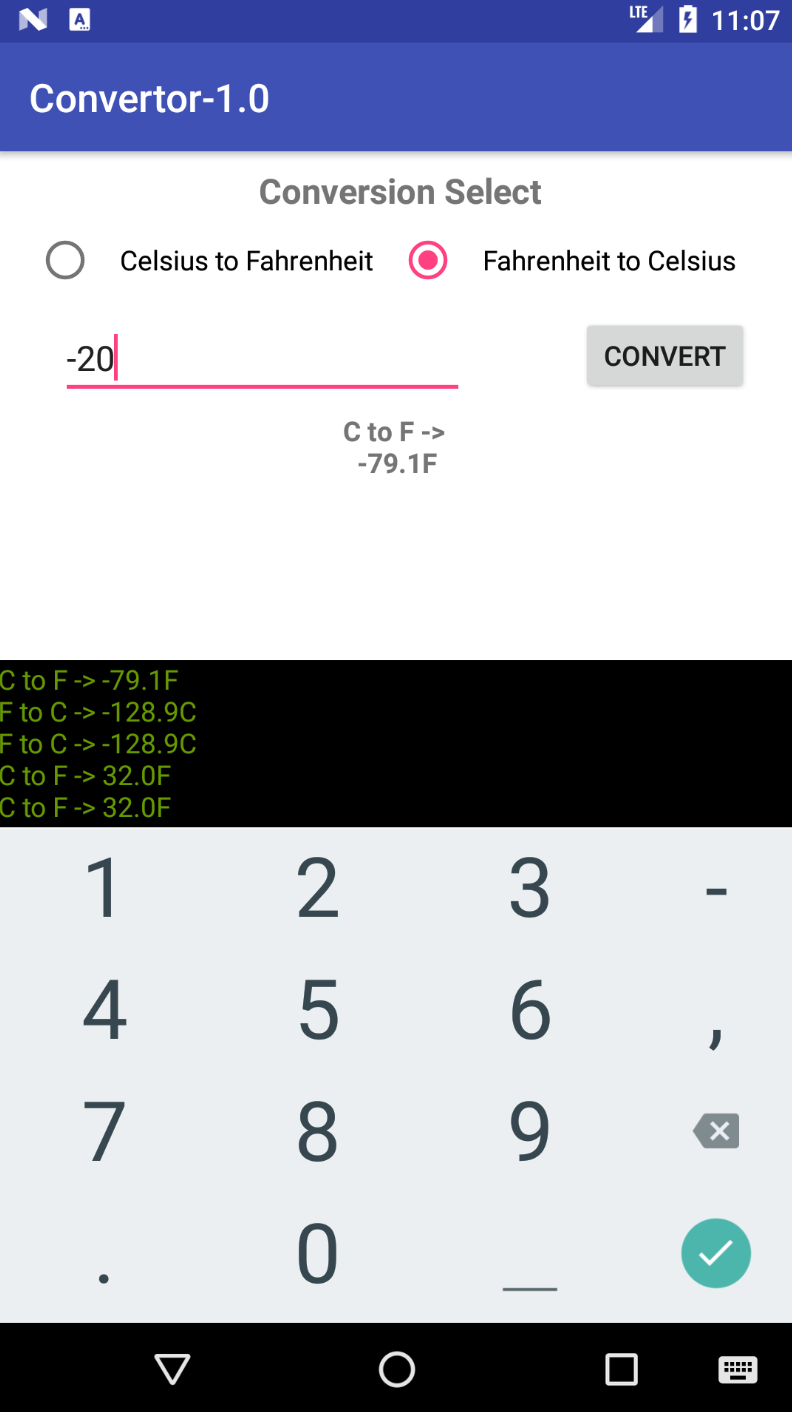 LTE 11:07
Convertor-1.0
Conversion Select
Celsius to Fahrenheit Fahrenheit to Celsius
-20 CONVERT
C to F ->
-79.1F
C to F -> -79.1F
F to C -> -128.9C
F to C -> -128.9C
C to F -> 32.0F
C to F -> 32.0F
1 2 3 -
4 5 6 ,
7 8 9
. 0 _